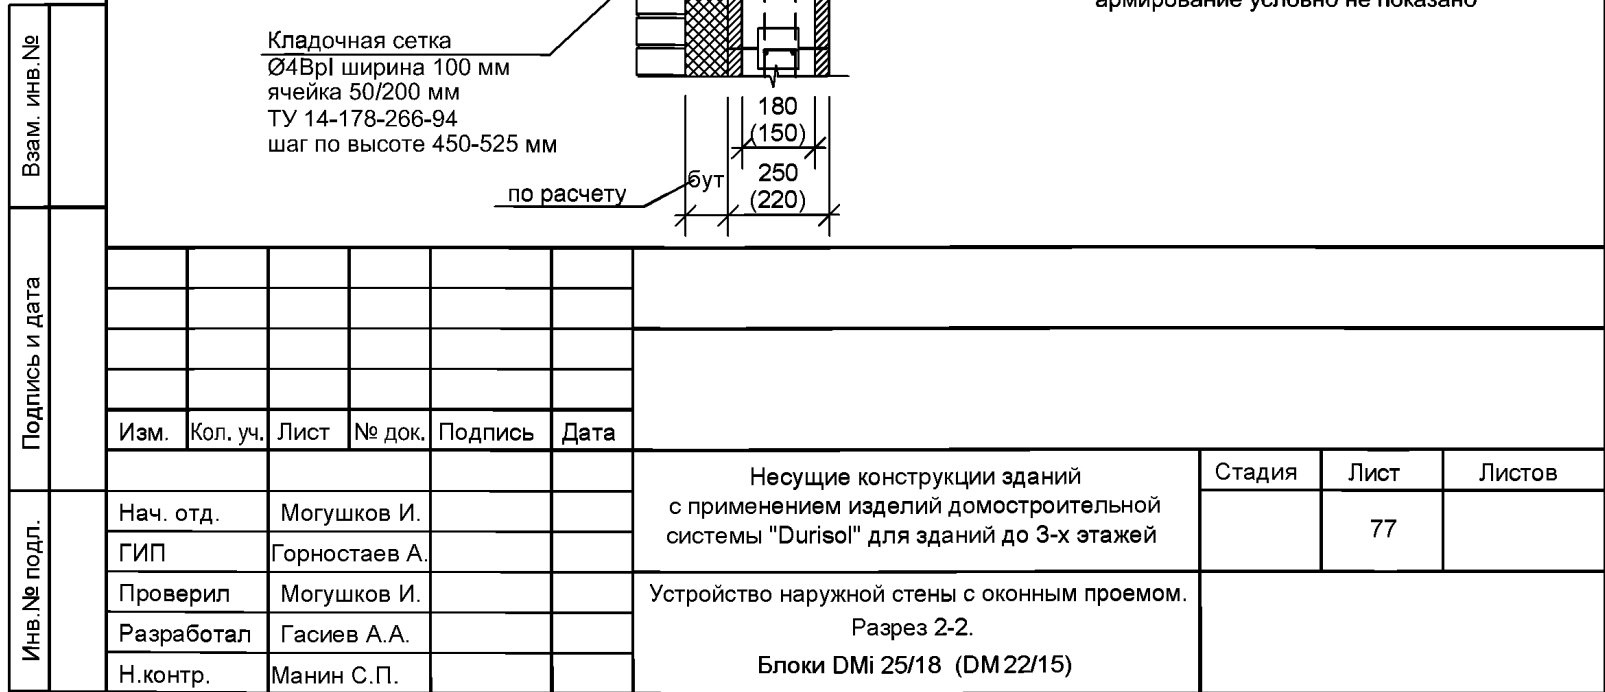 армирование условно не показано
Кладочная сетка
Ø4BpI ширина 100 мм
ячейка 50/200 мм
ТУ 14-178-266-94
шаг по высоте 450-525 мм
180
(150)
по расчету
бут
250
(220)
Взам. инв.№
Подпись и дата
Инв.№ подл.
Изм. Кол. уч. Лист № док. Подпись Дата
Нач. отд. Могушков И.
ГИП Горностаев А.
Проверил Могушков И.
Разработал Гасиев А.А.
Н.контр. Манин С.П.
Несущие конструкции зданий
с применением изделий домостроительной
системы "Durisol" для зданий до 3-х этажей
Стадия Лист Листов
77
Устройство наружной стены с оконным проемом.
Разрез 2-2.
Блоки DMi 25/18 (DM 22/15)